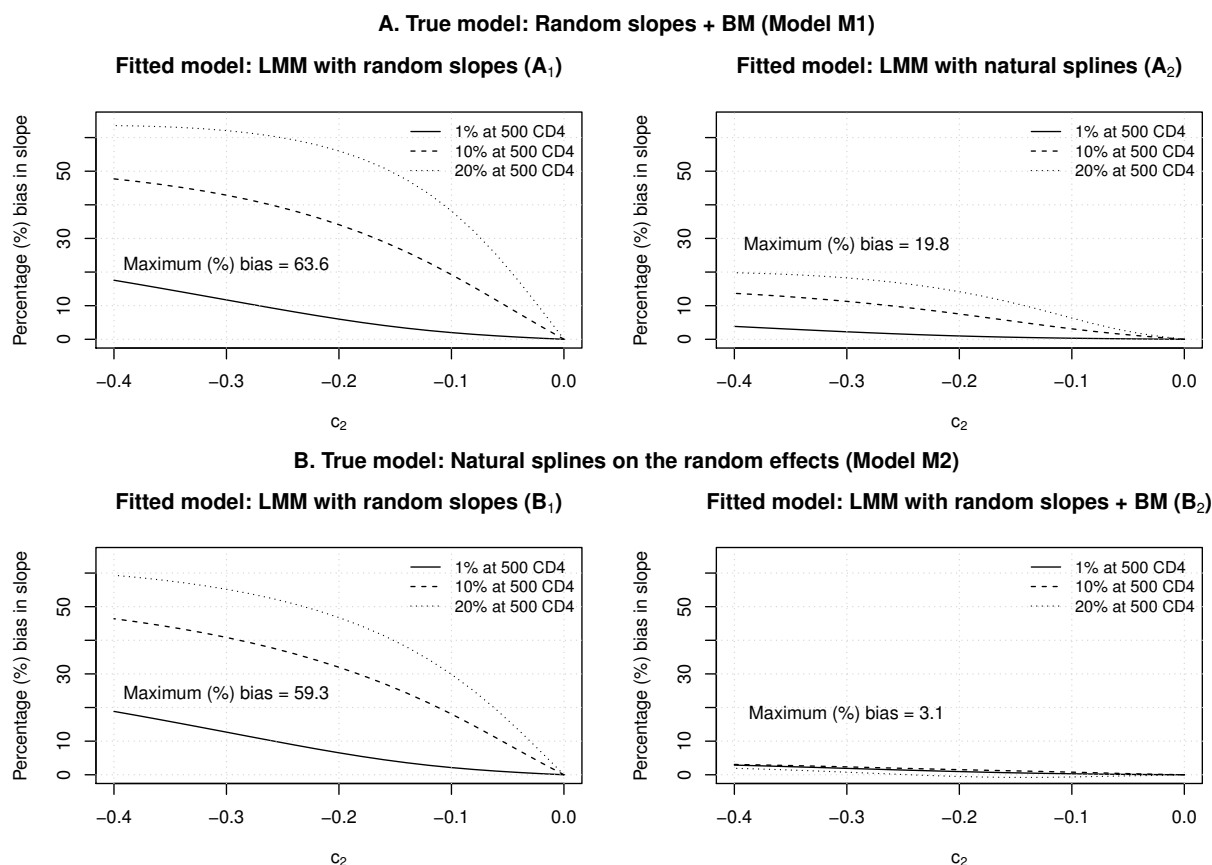 A. True model: Random slopes + BM (Model M1)
Fitted model: LMM with random slopes (A₁)
Percentage (%) bias in slope
50
30
10
0
1% at 500 CD4
10% at 500 CD4
20% at 500 CD4
Maximum (%) bias = 63.6
−0.4 −0.3 −0.2 −0.1 0.0
c₂
Fitted model: LMM with natural splines (A₂)
Percentage (%) bias in slope
50
30
10
0
1% at 500 CD4
10% at 500 CD4
20% at 500 CD4
Maximum (%) bias = 19.8
−0.4 −0.3 −0.2 −0.1 0.0
c₂
B. True model: Natural splines on the random effects (Model M2)
Fitted model: LMM with random slopes (B₁)
Percentage (%) bias in slope
50
30
10
0
1% at 500 CD4
10% at 500 CD4
20% at 500 CD4
Maximum (%) bias = 59.3
−0.4 −0.3 −0.2 −0.1 0.0
c₂
Fitted model: LMM with random slopes + BM (B₂)
Percentage (%) bias in slope
50
30
10
0
1% at 500 CD4
10% at 500 CD4
20% at 500 CD4
Maximum (%) bias = 3.1
−0.4 −0.3 −0.2 −0.1 0.0
c₂